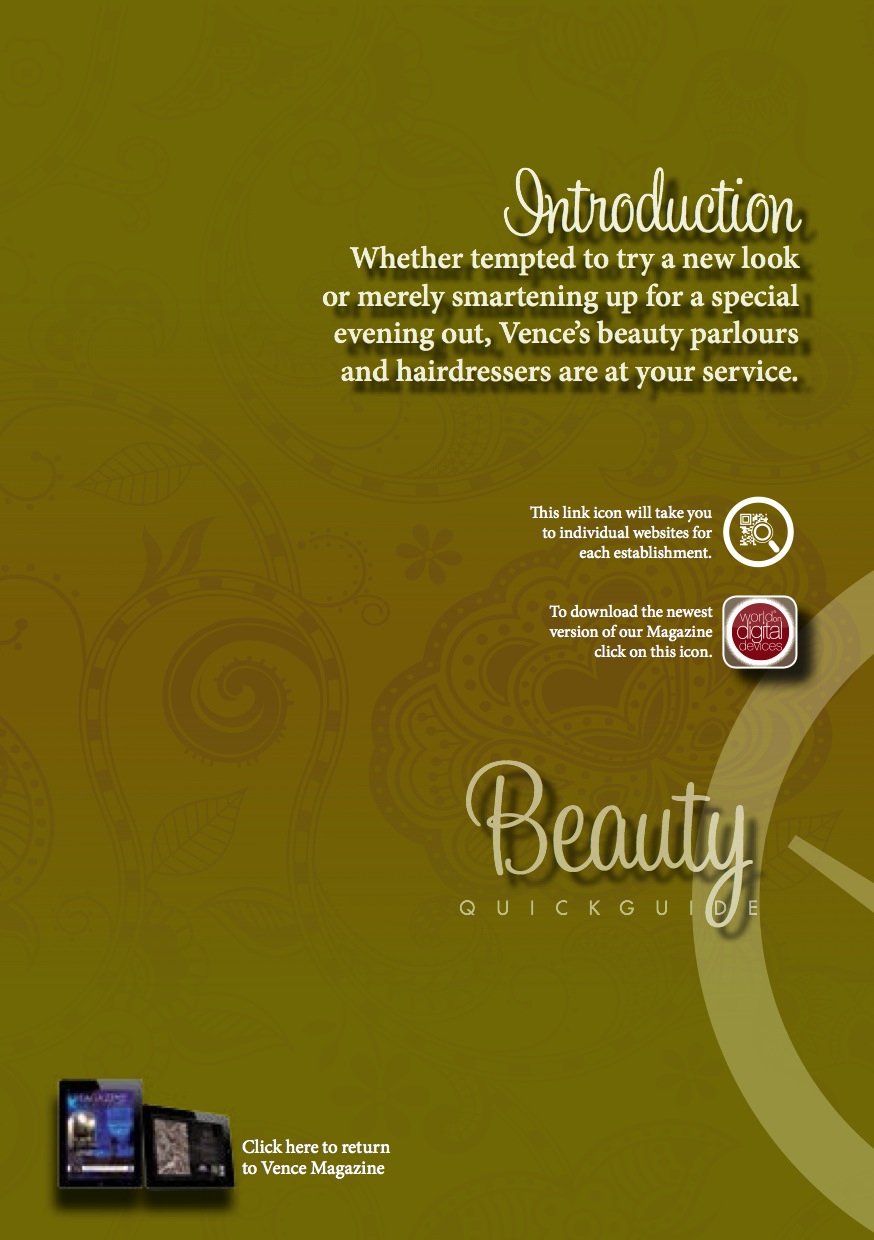 Introduction
Whether tempted to try a new look
or merely smartening up for a special
evening out, Vence’s beauty parlours
and hairdressers are at your service.
This link icon will take you
to individual websites for
each establishment.
To download the newest
version of our Magazine
click on this icon.
world on
digital
devices
Beauty
QUICKGUIDE
MAGAZINE
Click here to return
to Vence Magazine